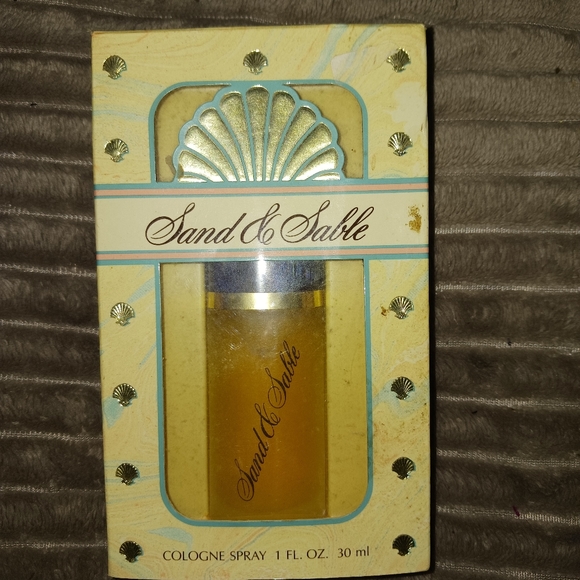 Sand & Sable
Sand & Sable
COLOGNE SPRAY 1 FL. OZ. 30 ml